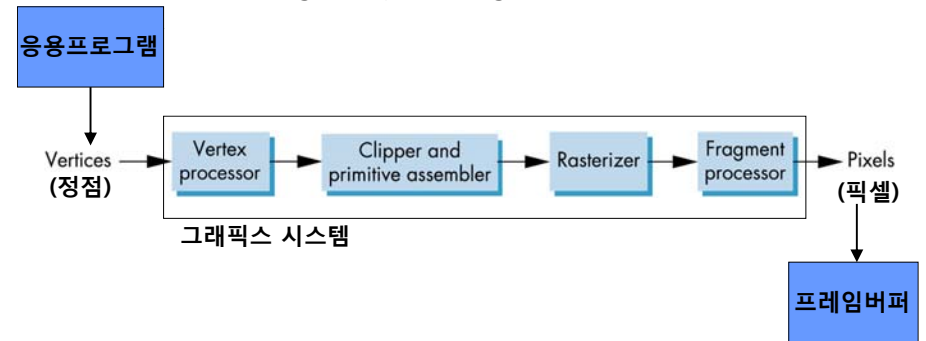 응용프로그램
Vertices
(정점)
Vertex
processor
Clipper and
primitive assembler
Rasterizer
Fragment
processor
Pixels
(픽셀)
그래픽스 시스템
프레임버퍼